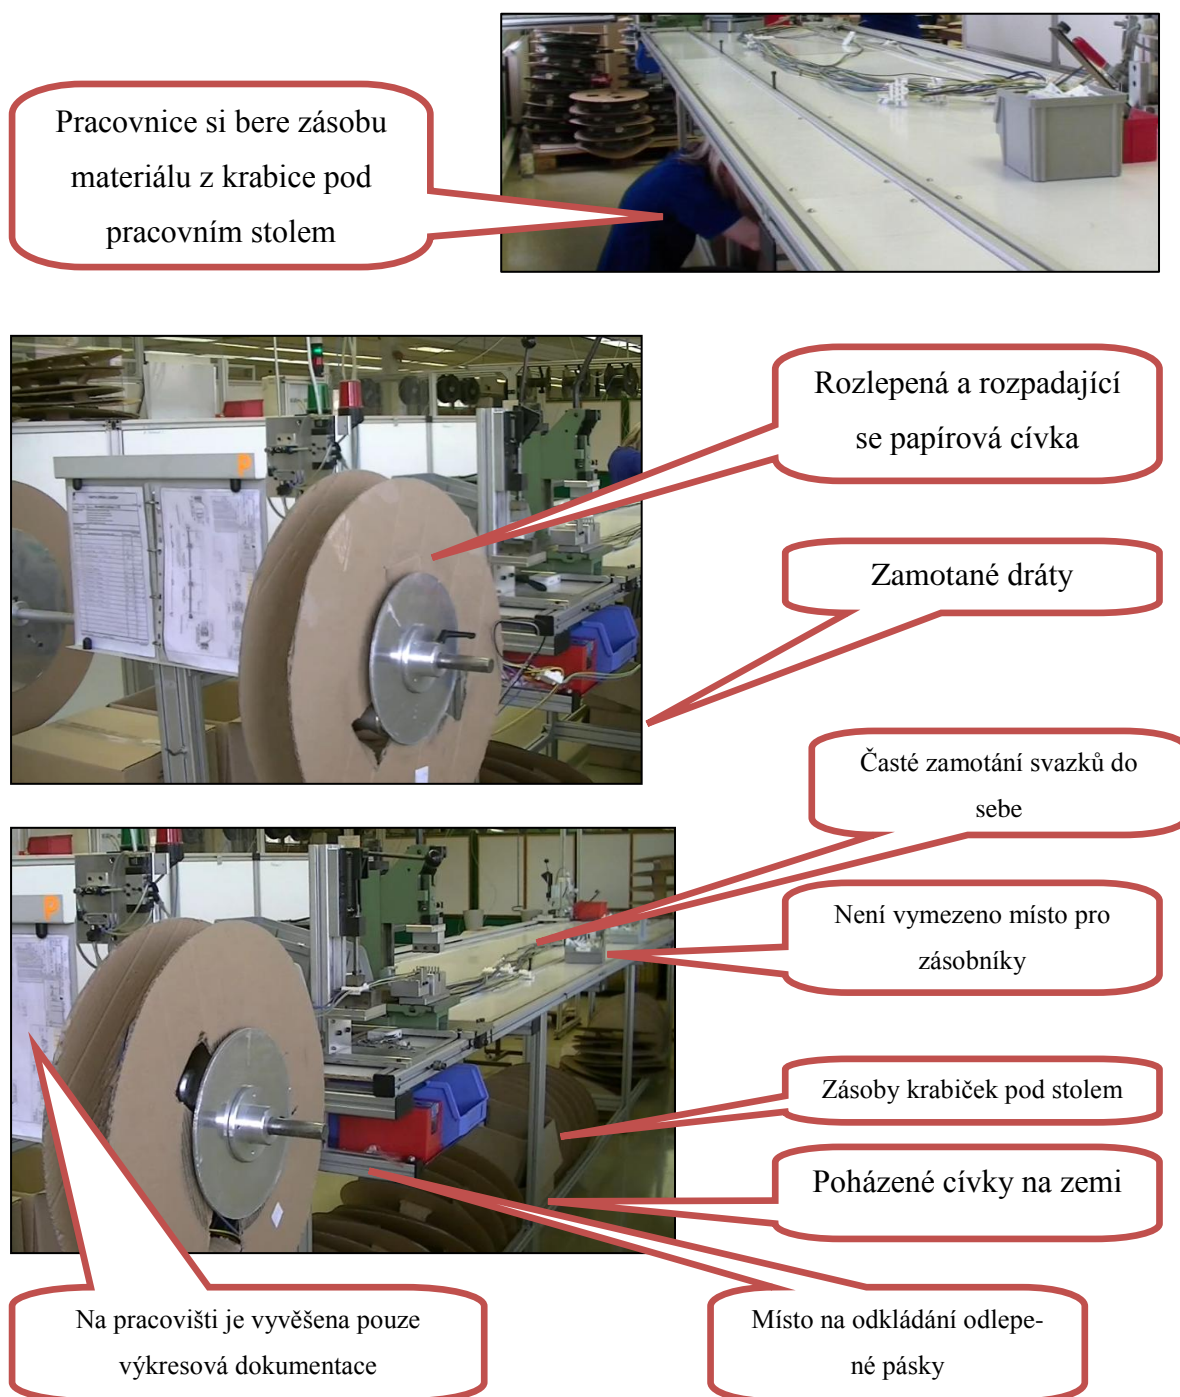 Pracovnice si bere zásobu
materiálu z krabice pod
pracovním stolem
Rozlepená a rozpadající
se papírová cívka
Zamotané dráty
Časté zamotání svazků do
sebe
Není vymezeno místo pro
zásobníky
Zásoby krabiček pod stolem
Poházené cívky na zemi
Na pracovišti je vyvěšena pouze
výkresová dokumentace
Místo na odkládání odlepe-
né pásky